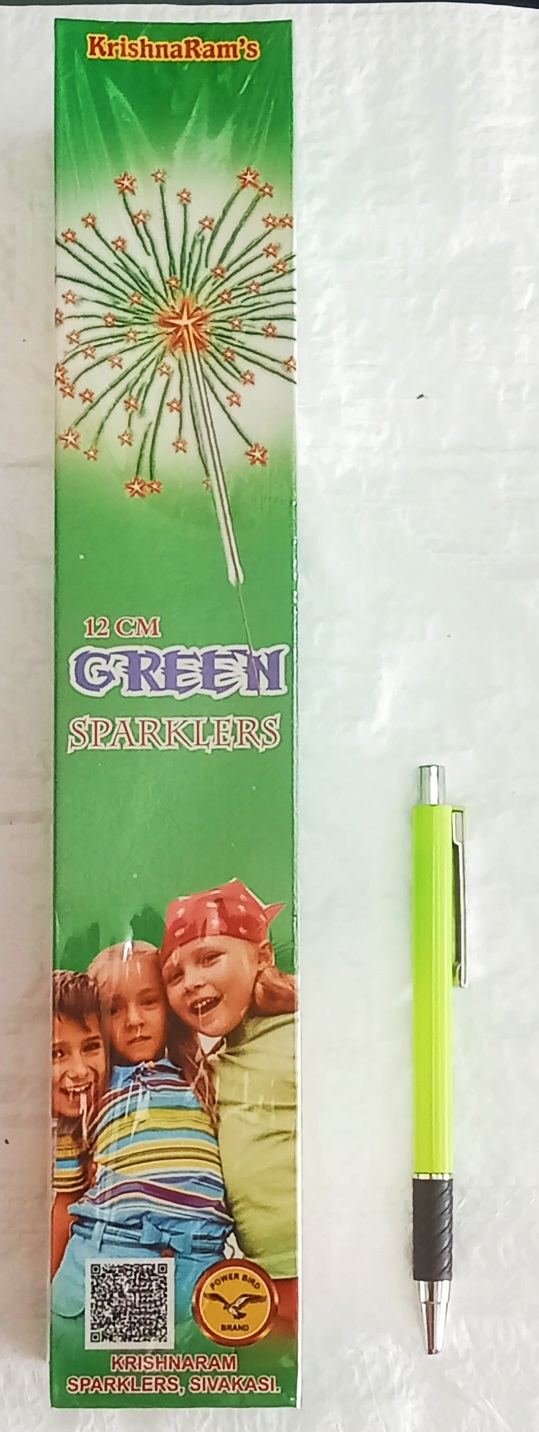 KrishnaRam's
12 CM
GREEN
SPARKLERS
POWER BIRD
BRAND
KRISHNARAM
SPARKLERS, SIVAKASI.